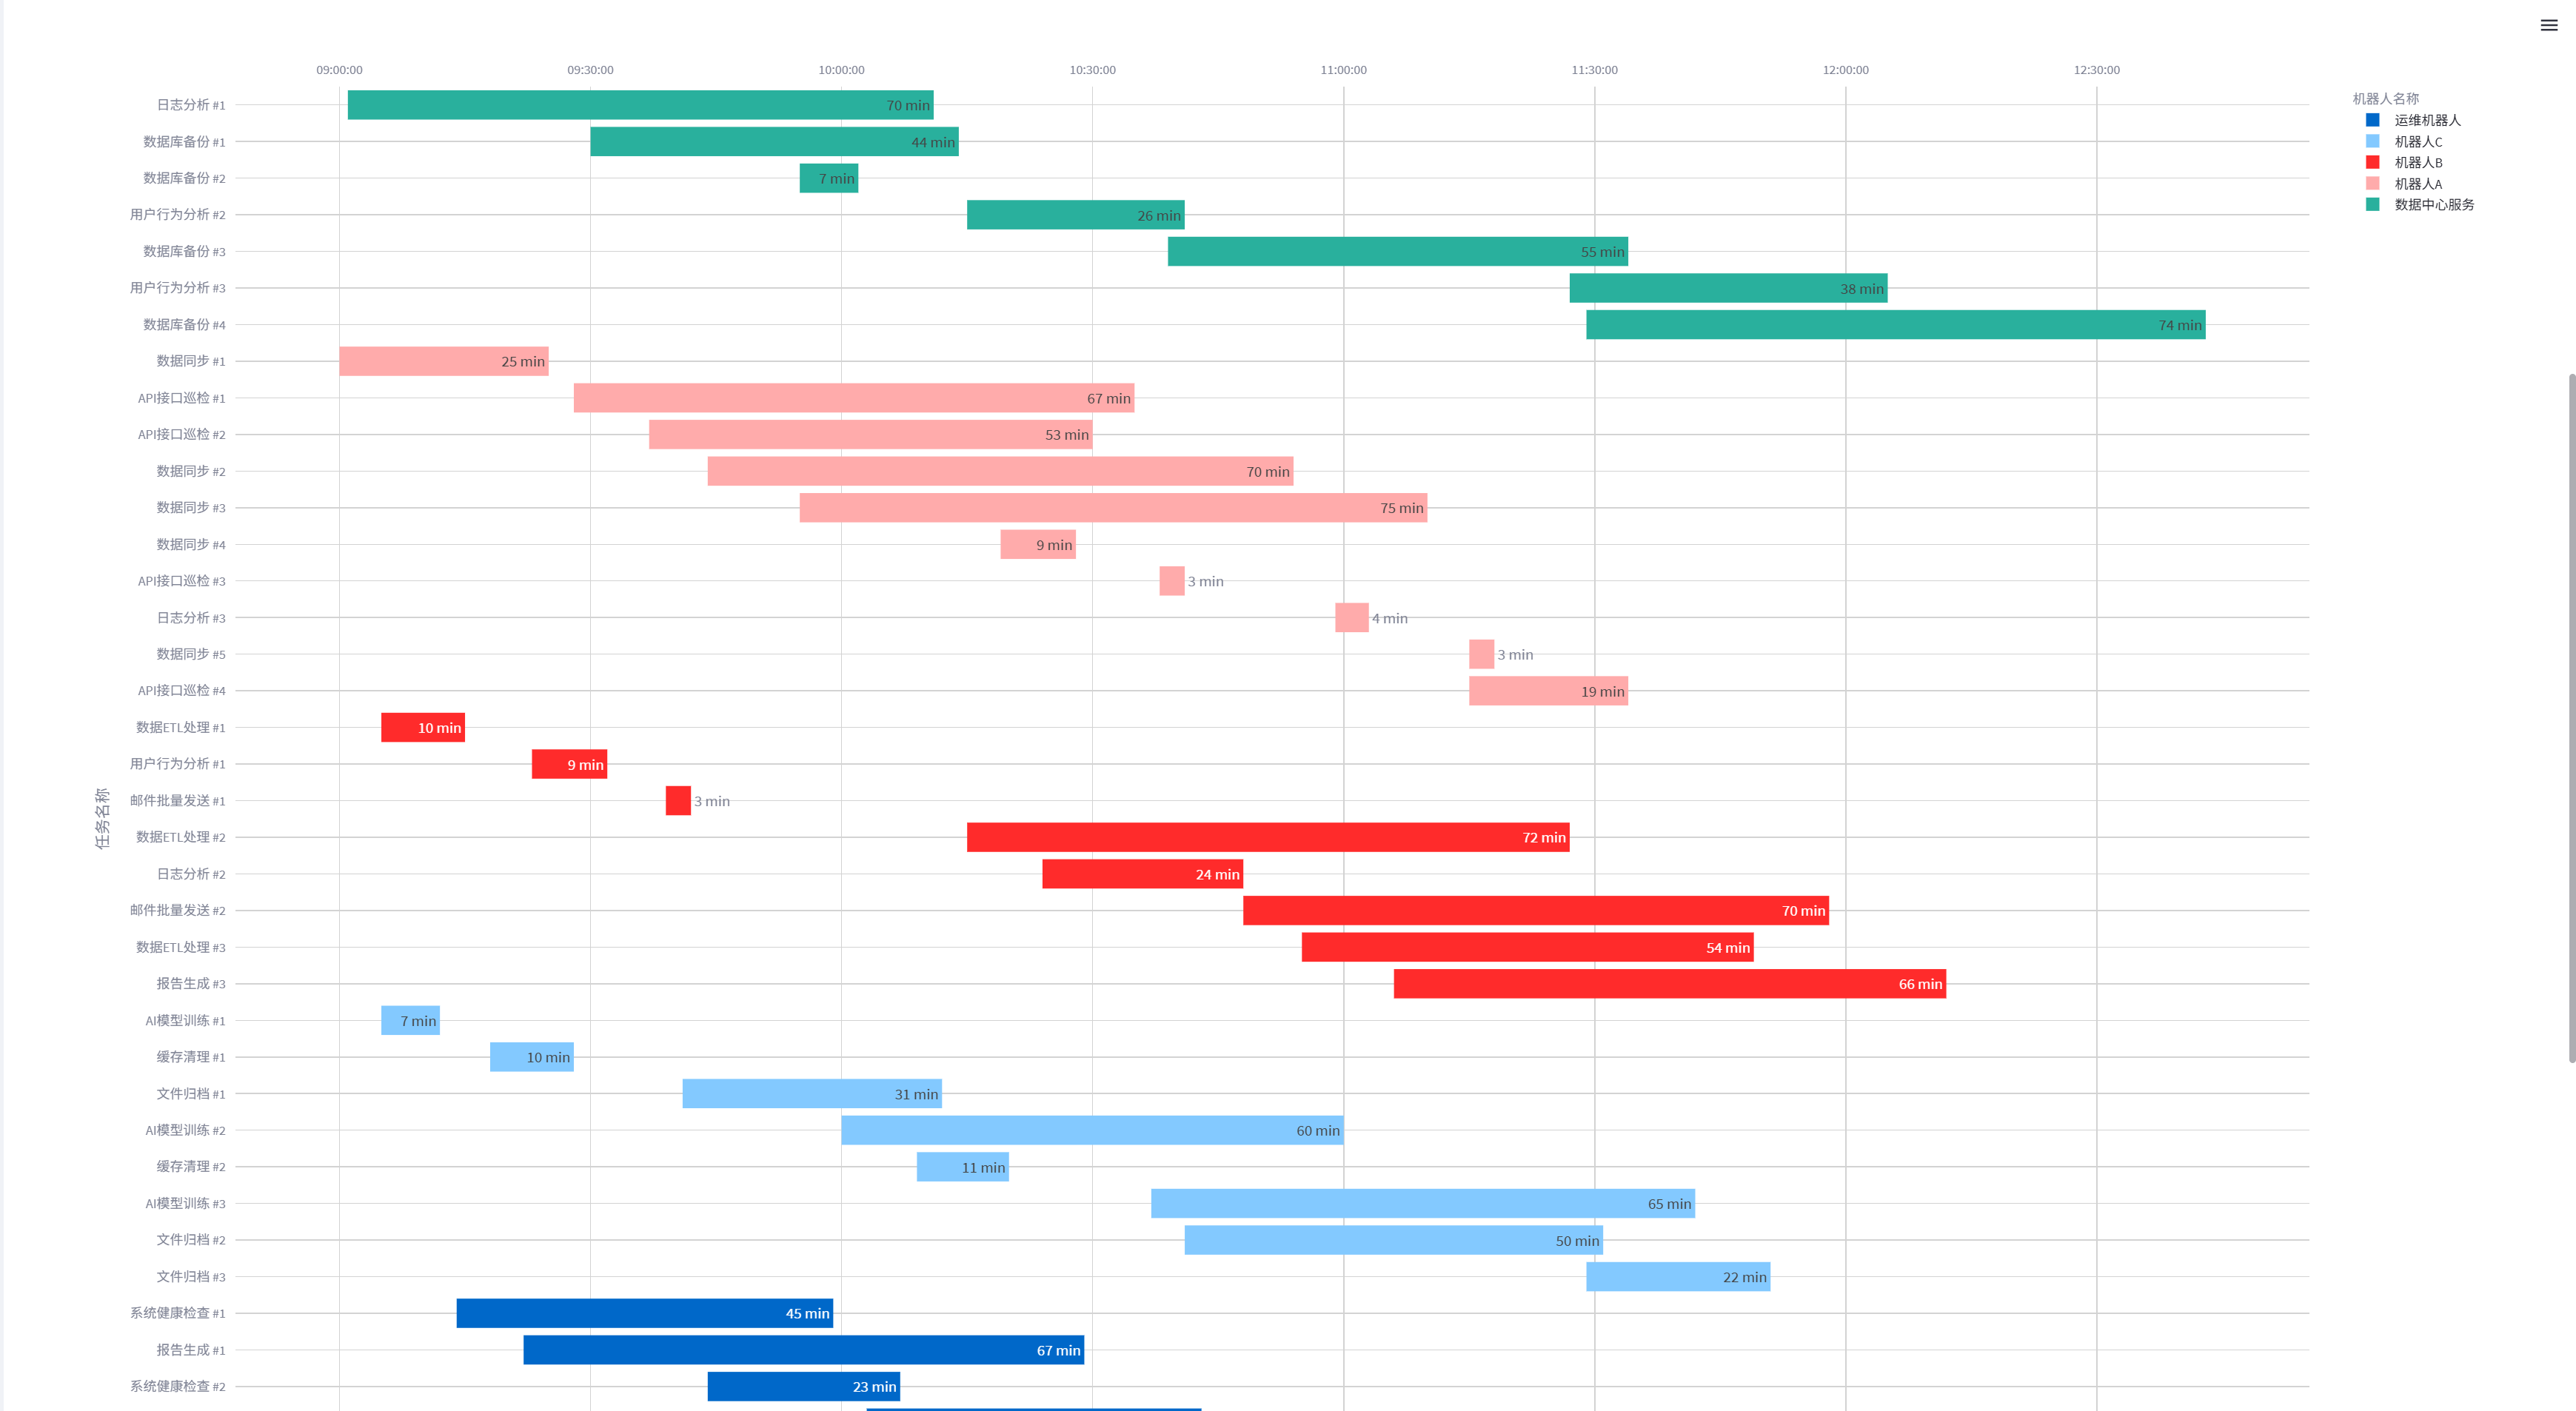 09:00:00 09:30:00 10:00:00 10:30:00 11:00:00 11:30:00 12:00:00 12:30:00
机器人名称
运维机器人
机器人C
机器人B
机器人A
数据中心服务
任务名称
日志分析 #1 70 min
数据库备份 #1 44 min
数据库备份 #2 7 min
用户行为分析 #2 26 min
数据库备份 #3 55 min
用户行为分析 #3 38 min
数据库备份 #4 74 min
数据同步 #1 25 min
API接口巡检 #1 67 min
API接口巡检 #2 53 min
数据同步 #2 70 min
数据同步 #3 75 min
数据同步 #4 9 min
API接口巡检 #3 3 min
日志分析 #3 4 min
数据同步 #5 3 min
API接口巡检 #4 19 min
数据ETL处理 #1 10 min
用户行为分析 #1 9 min
邮件批量发送 #1 3 min
数据ETL处理 #2 72 min
日志分析 #2 24 min
邮件批量发送 #2 70 min
数据ETL处理 #3 54 min
报告生成 #3 66 min
AI模型训练 #1 7 min
缓存清理 #1 10 min
文件归档 #1 31 min
AI模型训练 #2 60 min
缓存清理 #2 11 min
AI模型训练 #3 65 min
文件归档 #2 50 min
文件归档 #3 22 min
系统健康检查 #1 45 min
报告生成 #1 67 min
系统健康检查 #2 23 min